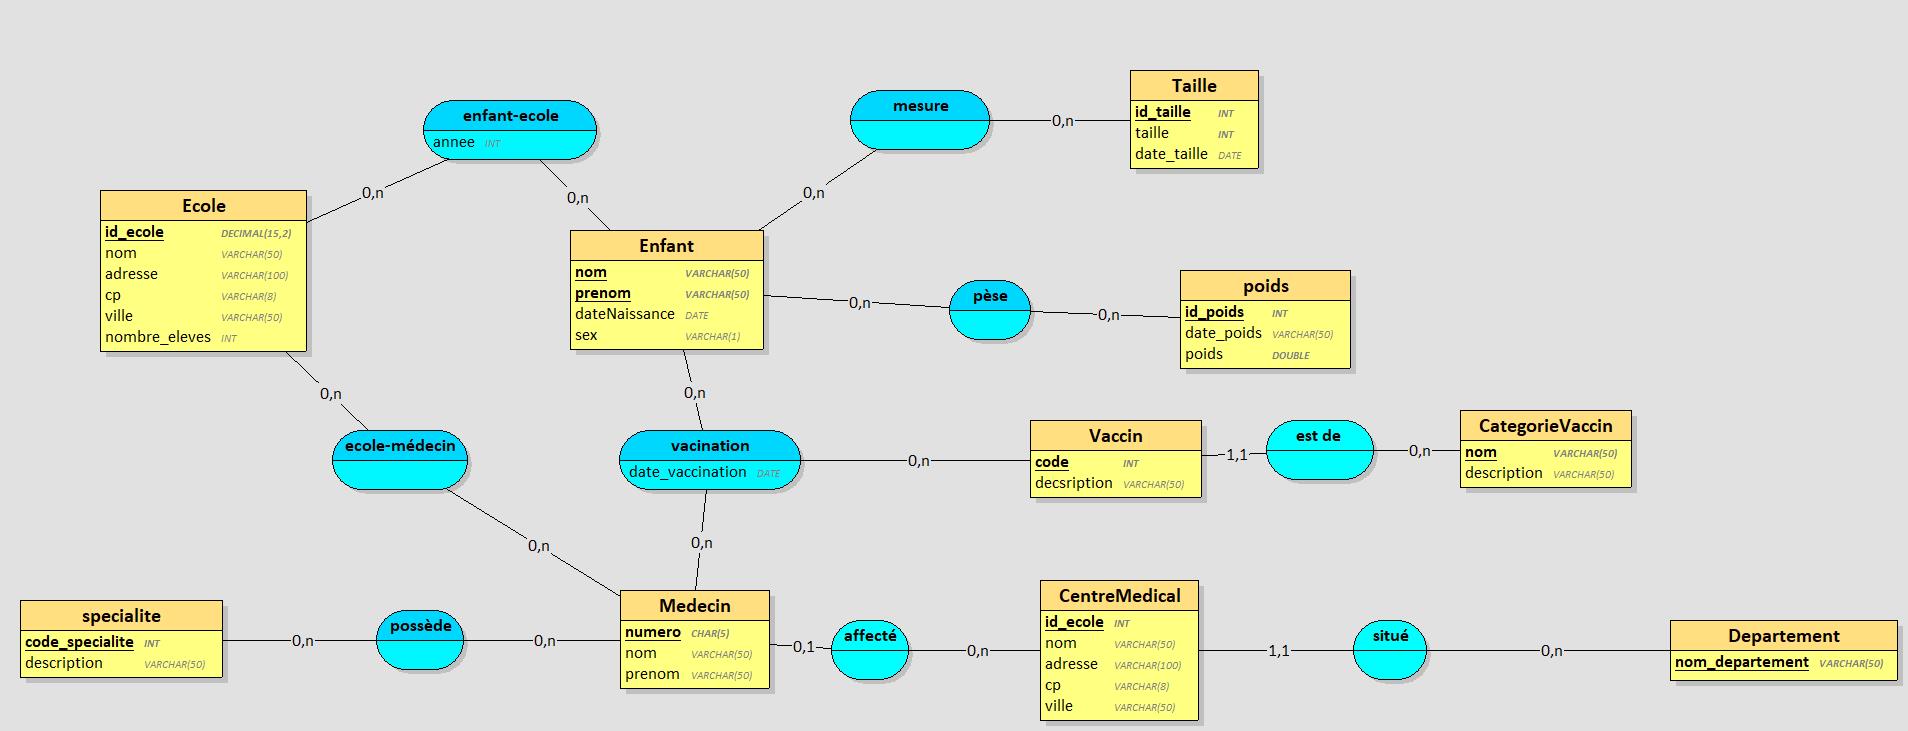 Taille
id_taille INT
taille INT
date_taille DATE
mesure
0,n
0,n
enfant-ecole
annee INT
0,n
0,n
Ecole
id_ecole DECIMAL(15,2)
nom VARCHAR(50)
adresse VARCHAR(100)
cp VARCHAR(8)
ville VARCHAR(50)
nombre_eleves INT
Enfant
nom VARCHAR(50)
prenom VARCHAR(50)
dateNaissance DATE
sex VARCHAR(1)
0,n
pèse
0,n
poids
id_poids INT
date_poids VARCHAR(50)
poids DOUBLE
0,n
0,n
ecole-médecin
0,n
vacination
date_vaccination DATE
0,n
0,n
Vaccin
code INT
decsription VARCHAR(50)
1,1
est de
0,n
CategorieVaccin
nom VARCHAR(50)
description VARCHAR(50)
specialite
code_specialite INT
description VARCHAR(50)
0,n
possède
0,n
Medecin
numero CHAR(5)
nom VARCHAR(50)
prenom VARCHAR(50)
0,1
affecté
0,n
CentreMedical
id_ecole INT
nom VARCHAR(50)
adresse VARCHAR(100)
cp VARCHAR(8)
ville VARCHAR(50)
1,1
situé
0,n
Departement
nom_departement VARCHAR(50)